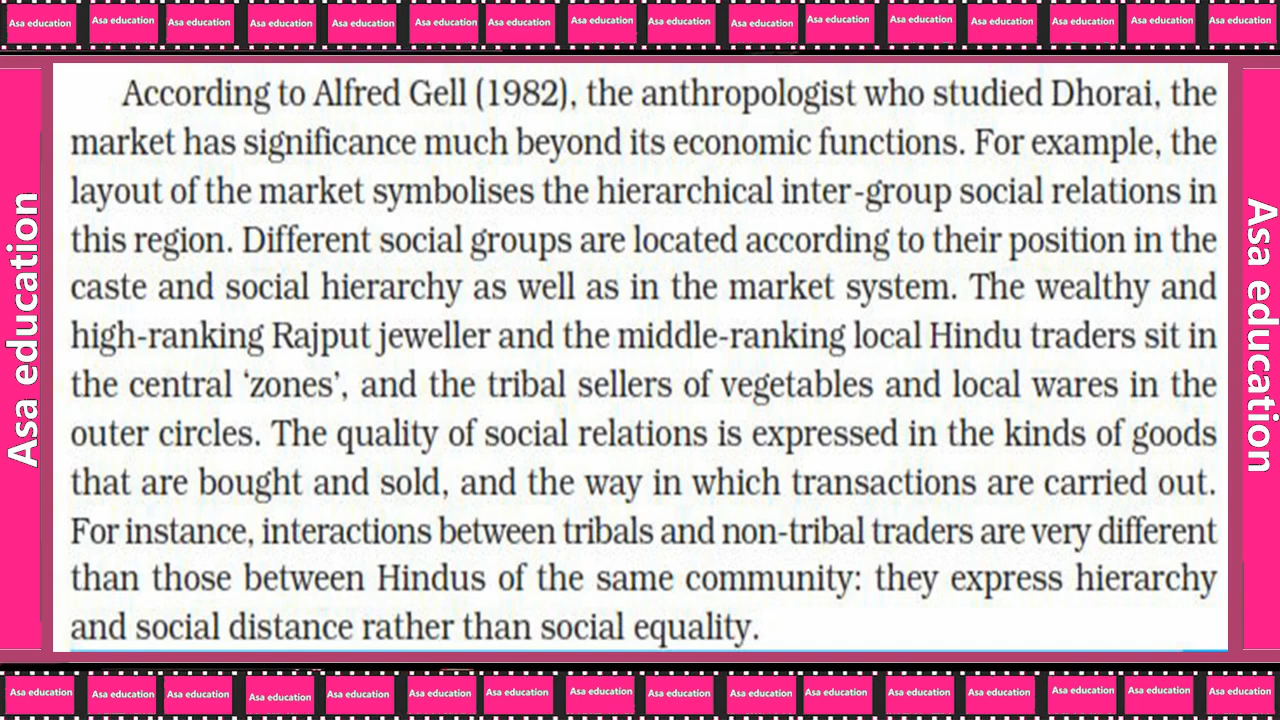 Asa education Asa education Asa education Asa education Asa education Asa education Asa education Asa education Asa education Asa education Asa education Asa education Asa education Asa education Asa education Asa education
According to Alfred Gell (1982), the anthropologist who studied Dhorai, the
market has significance much beyond its economic functions. For example, the
layout of the market symbolises the hierarchical inter-group social relations in
this region. Different social groups are located according to their position in the
caste and social hierarchy as well as in the market system. The wealthy and
high-ranking Rajput jeweller and the middle-ranking local Hindu traders sit in
the central ‘zones’, and the tribal sellers of vegetables and local wares in the
outer circles. The quality of social relations is expressed in the kinds of goods
that are bought and sold, and the way in which transactions are carried out.
For instance, interactions between tribals and non-tribal traders are very different
than those between Hindus of the same community: they express hierarchy
and social distance rather than social equality.
Asa education
Asa education
Asa education Asa education Asa education Asa education Asa education Asa education Asa education Asa education Asa education Asa education Asa education Asa education Asa education Asa education Asa education Asa education